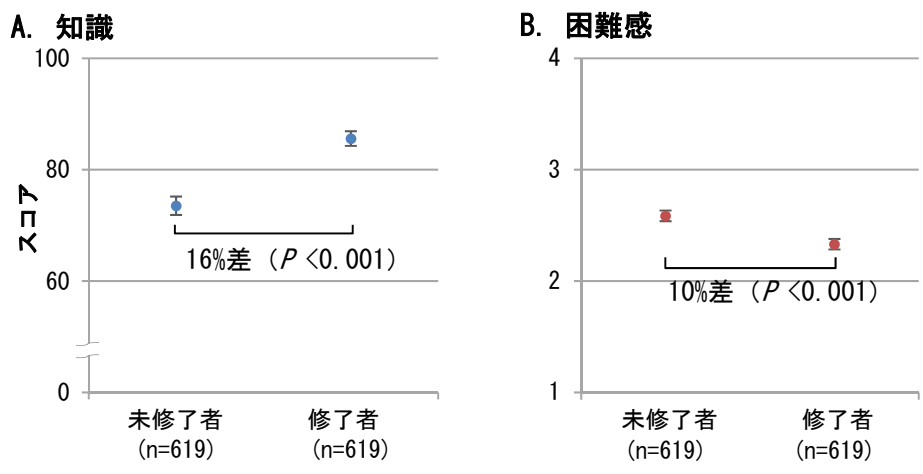 A. 知識
100
80
60
0
スコア
16%差 (P <0.001)
未修了者
(n=619)
修了者
(n=619)
B. 困難感
4
3
2
1
10%差 (P <0.001)
未修了者
(n=619)
修了者
(n=619)